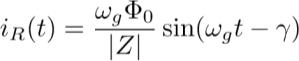 $i_R(t) = \frac{\omega_g \Phi_0}{|Z|} \sin(\omega_g t - \gamma)$